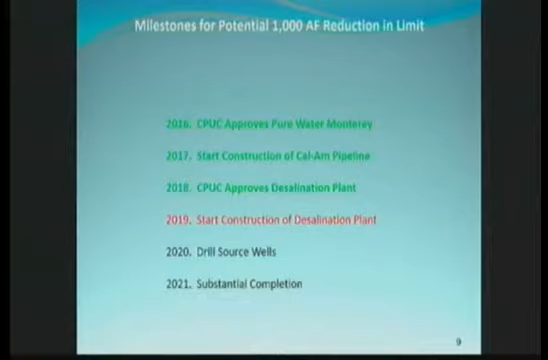 Milestones for Potential 1,000 AF Reduction in Limit
2016. CPUC Approves Pure Water Monterey
2017. Start Construction of Cal-Am Pipeline
2018. CPUC Approves Desalination Plant
2019. Start Construction of Desalination Plant
2020. Drill Source Wells
2021. Substantial Completion
9